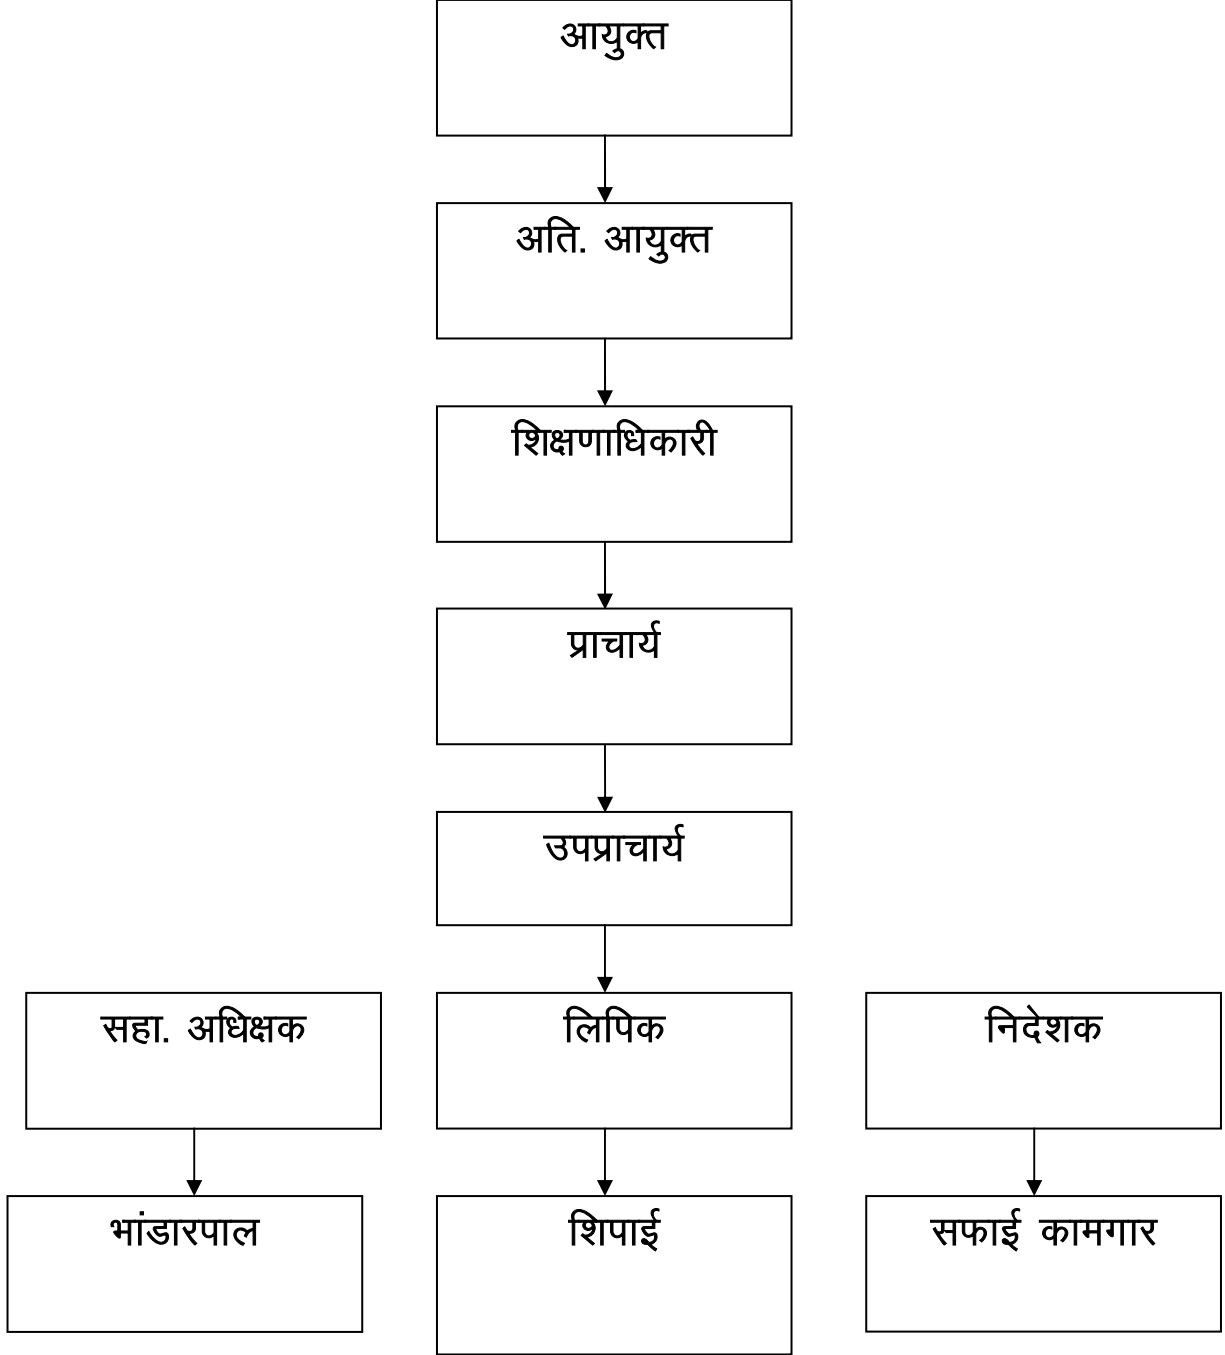 आयुक्त
अति. आयुक्त
शिक्षणाधिकारी
प्राचार्य
उपप्राचार्य
सहा. अधिक्षक
लिपिक
निदेशक
भांडारपाल
शिपाई
सफाई कामगार